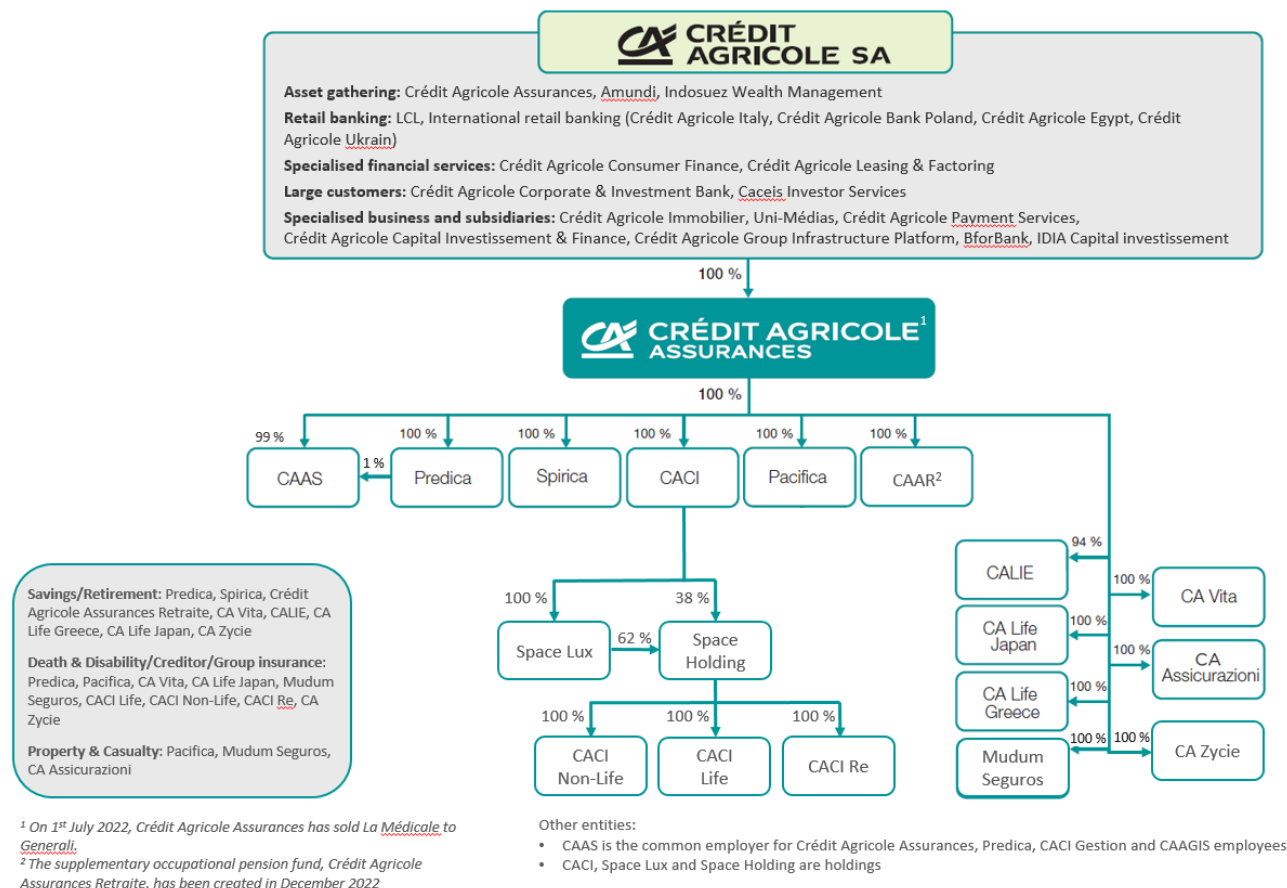 CRÉDIT
AGRICOLE SA
Asset gathering: Crédit Agricole Assurances, Amundi, Indosuez Wealth Management
Retail banking: LCL, International retail banking (Crédit Agricole Italy, Crédit Agricole Bank Poland, Crédit Agricole Egypt, Crédit
Agricole Ukrain)
Specialised financial services: Crédit Agricole Consumer Finance, Crédit Agricole Leasing & Factoring
Large customers: Crédit Agricole Corporate & Investment Bank, Caceis Investor Services
Specialised business and subsidiaries: Crédit Agricole Immobilier, Uni-Médias, Crédit Agricole Payment Services,
Crédit Agricole Capital Investissement & Finance, Crédit Agricole Group Infrastructure Platform, BforBank, IDIA Capital investissement
100 %
CRÉDIT AGRICOLE1
ASSURANCES
100 %
99 %
100 %
100 %
100 %
100 %
100 %
1 %
CAAS
Predica
Spirica
CACI
Pacifica
CAAR2
94 %
CALIE
100 %
CA Vita
100 %
CA Life
Japan
100 %
CA
Assicurazioni
100 %
CA Life
Greece
100 %
100 %
Mudum
Seguros
CA Zycie
100 %
38 %
Space Lux
62 %
Space
Holding
100 %
100 %
100 %
CACI
Non-Life
CACI
Life
CACI Re
Savings/Retirement: Predica, Spirica, Crédit
Agricole Assurances Retraite, CA Vita, CALIE, CA
Life Greece, CA Life Japan, CA Zycie
Death & Disability/Creditor/Group insurance:
Predica, Pacifica, CA Vita, CA Life Japan, Mudum
Seguros, CACI Life, CACI Non-Life, CACI Re, CA
Zycie
Property & Casualty: Pacifica, Mudum Seguros,
CA Assicurazioni
1 On 1st July 2022, Crédit Agricole Assurances has sold La Médicale to
Generali.
2 The supplementary occupational pension fund, Crédit Agricole
Assurances Retraite, has been created in December 2022
Other entities:
• CAAS is the common employer for Crédit Agricole Assurances, Predica, CACI Gestion and CAAGIS employees
• CACI, Space Lux and Space Holding are holdings